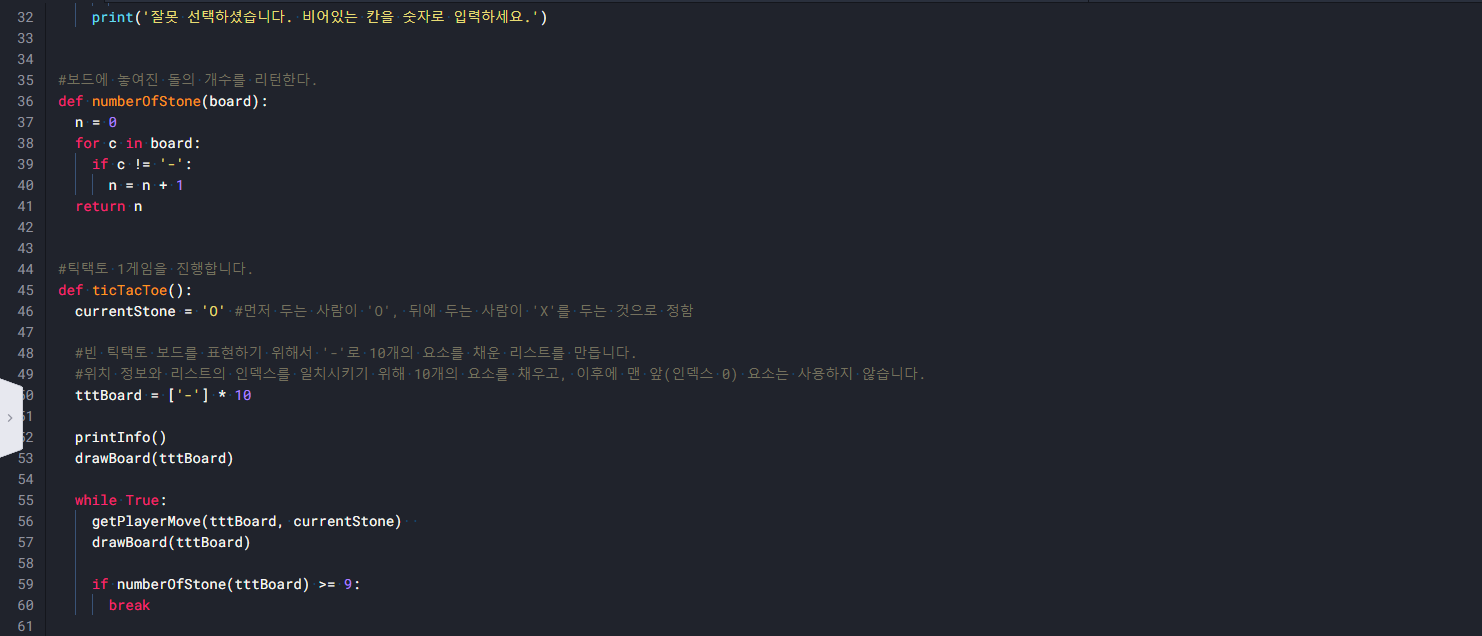 32 print('잘못 선택하셨습니다. 비어있는 칸을 숫자로 입력하세요.')
33
34
35 #보드에 놓여진 돌의 개수를 리턴한다.
36 def numberOfStone(board):
37 n = 0
38 for c in board:
39 if c != '-':
40 n = n + 1
41 return n
42
43
44 #틱택토 1게임을 진행합니다.
45 def ticTacToe():
46 currentStone = 'O' #먼저 두는 사람이 'O', 뒤에 두는 사람이 'X'를 두는 것으로 정함
47
48 #빈 틱택토 보드를 표현하기 위해서 '-'로 10개의 요소를 채운 리스트를 만듭니다.
49 #위치 정보와 리스트의 인덱스를 일치시키기 위해 10개의 요소를 채우고, 이후에 맨 앞(인덱스 0) 요소는 사용하지 않습니다.
0 tttBoard = ['-'] * 10
1
2 printInfo()
53 drawBoard(tttBoard)
54
55 while True:
56 getPlayerMove(tttBoard, currentStone)
57 drawBoard(tttBoard)
58
59 if numberOfStone(tttBoard) >= 9:
60 break
61